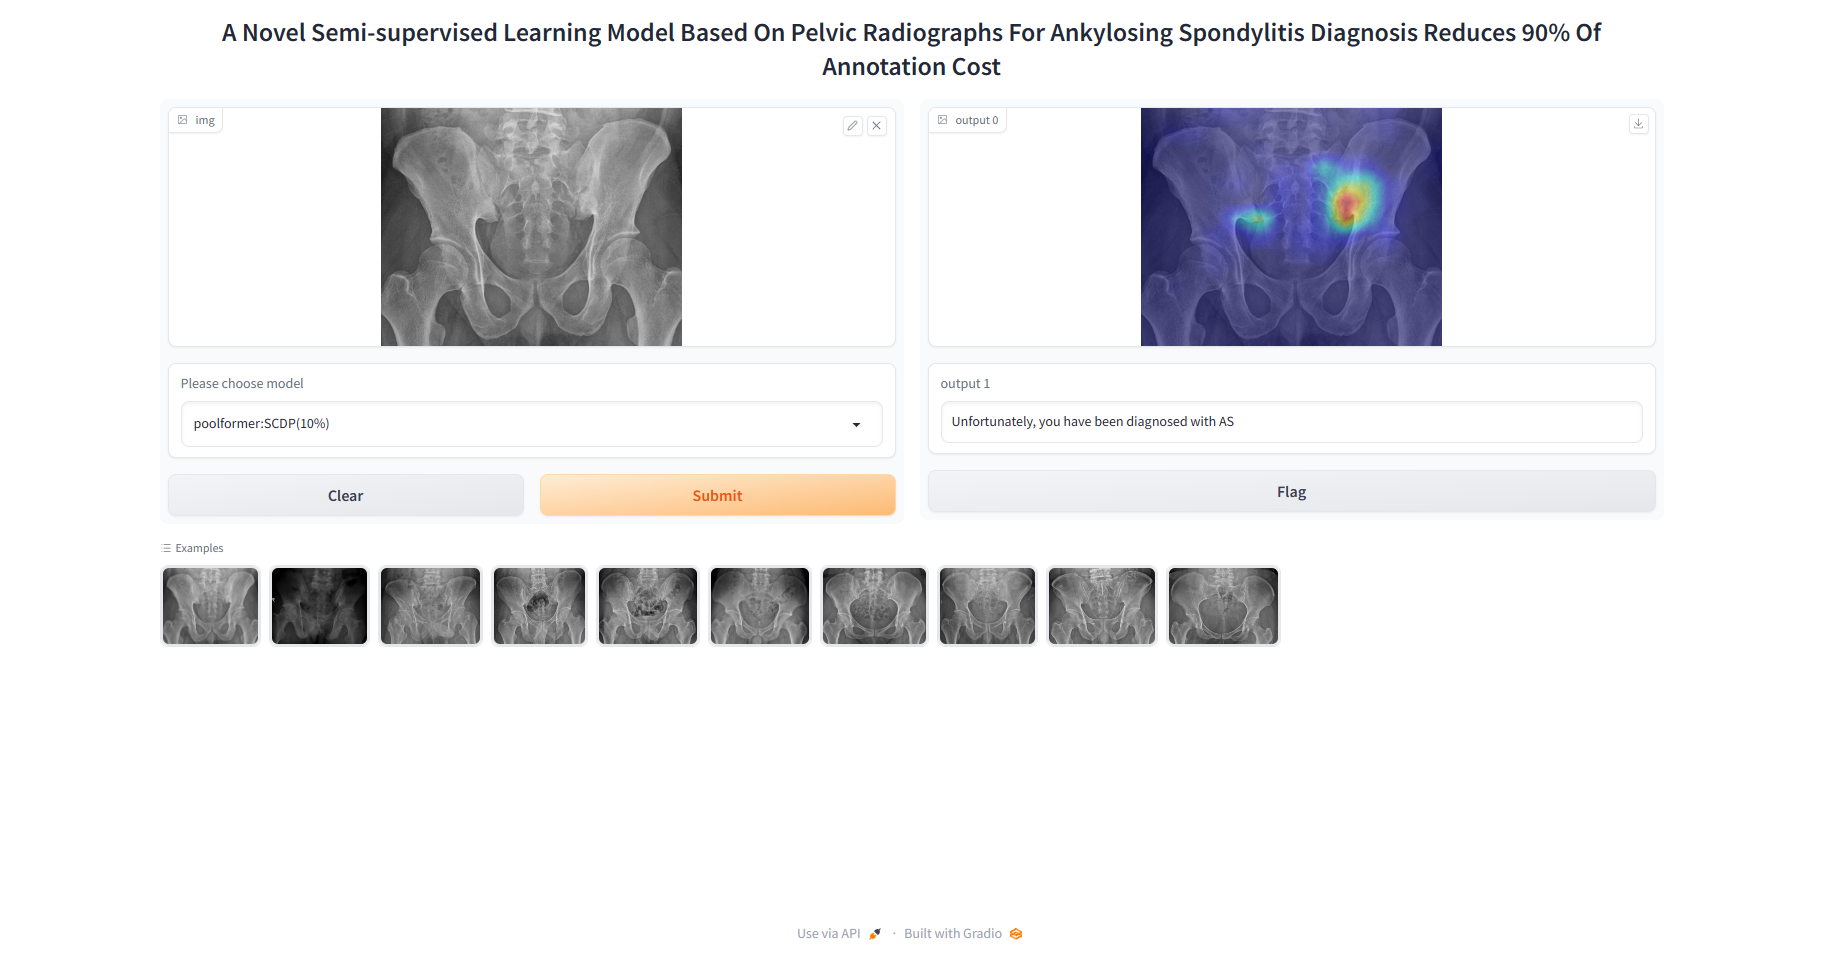 A Novel Semi-supervised Learning Model Based On Pelvic Radiographs For Ankylosing Spondylitis Diagnosis Reduces 90% Of
Annotation Cost
img
output 0
Please choose model
poolformer:SCDP(10%)
output 1
Unfortunately, you have been diagnosed with AS
Clear
Submit
Flag
Examples
Use via API
·
Built with Gradio